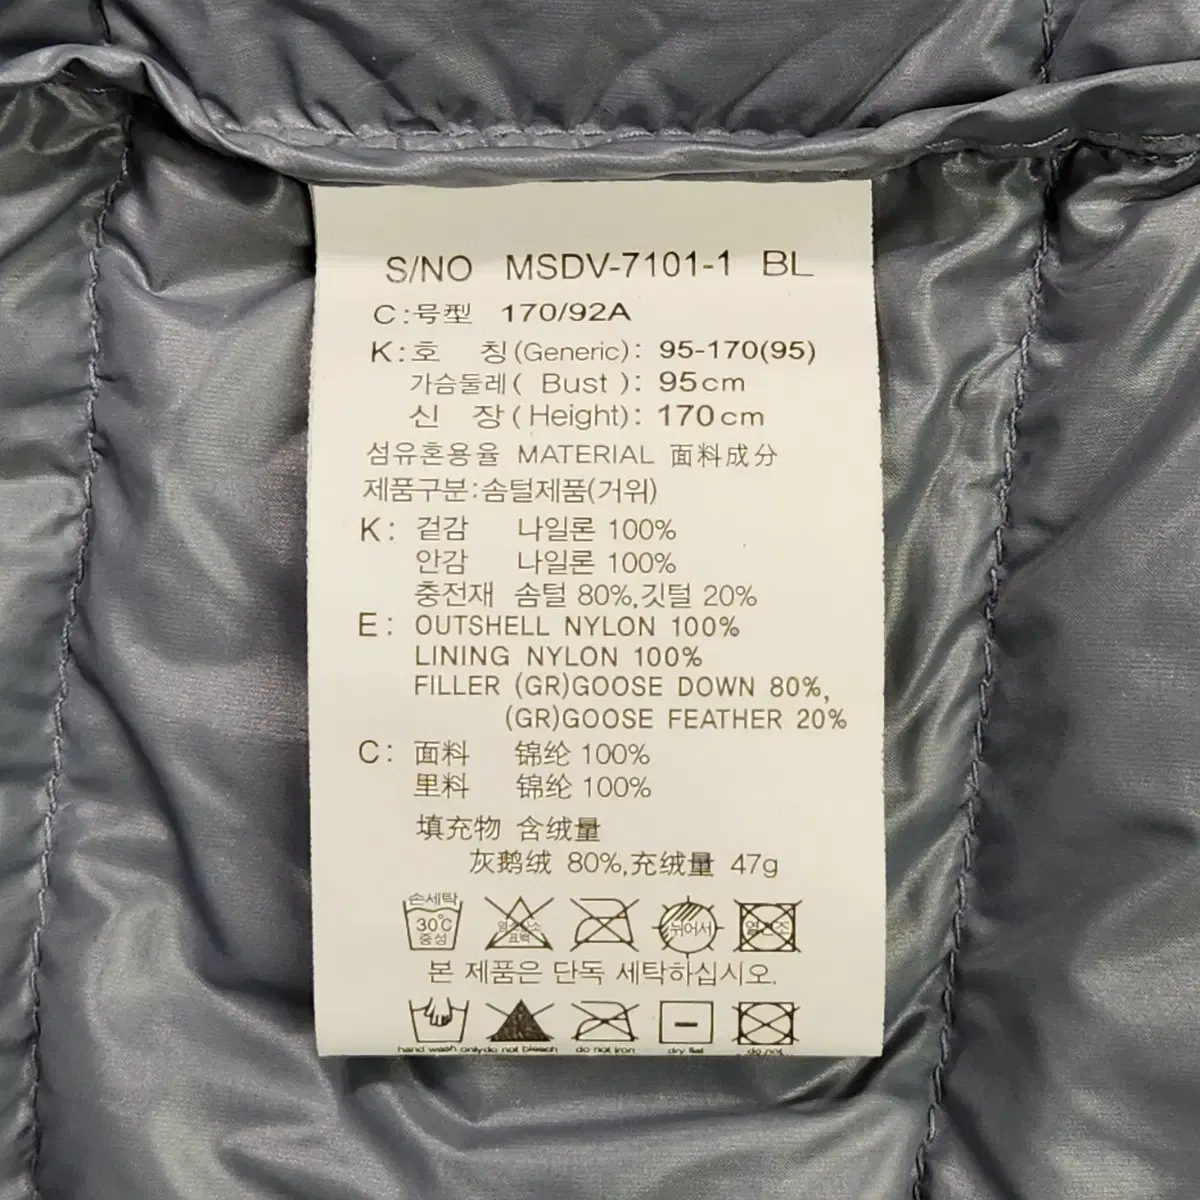 S/NO MSDV-7101-1 BL
C:号型 170/92A
K:호 칭(Generic): 95-170(95)
가슴둘레( Bust ): 95cm
신 장(Height): 170cm
섬유혼용율 MATERIAL 面料成分
제품구분:솜털제품(거위)
K: 겉감 나일론 100%
안감 나일론 100%
충전재 솜털 80%,깃털 20%
E: OUTSHELL NYLON 100%
LINING NYLON 100%
FILLER (GR)GOOSE DOWN 80%,
(GR)GOOSE FEATHER 20%
C: 面料 锦纶 100%
里料 锦纶 100%
填充物 含绒量
灰鹅绒 80%,充绒量 47g
손세탁
30℃
중성
표백
뉘어서
본 제품은 단독 세탁하십시오.
hand wash only do not bleach do not iron dry flat do not